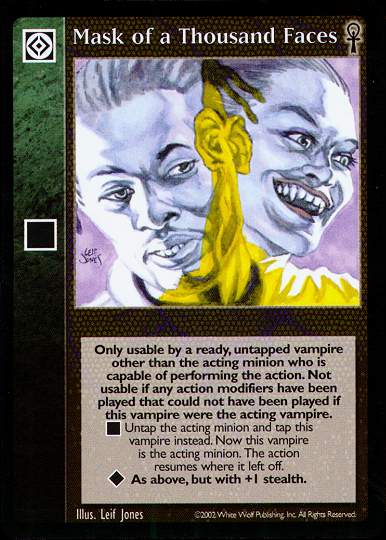 Mask of a Thousand Faces
LEIF
JONES
Only usable by a ready, untapped vampire
other than the acting minion who is
capable of performing the action. Not
usable if any action modifiers have been
played that could not have been played if
this vampire were the acting vampire.
Untap the acting minion and tap this
vampire instead. Now this vampire
is the acting minion. The action
resumes where it left off.
As above, but with +1 stealth.
Illus. Leif Jones
©2002 White Wolf Publishing, Inc. All Rights Reserved.